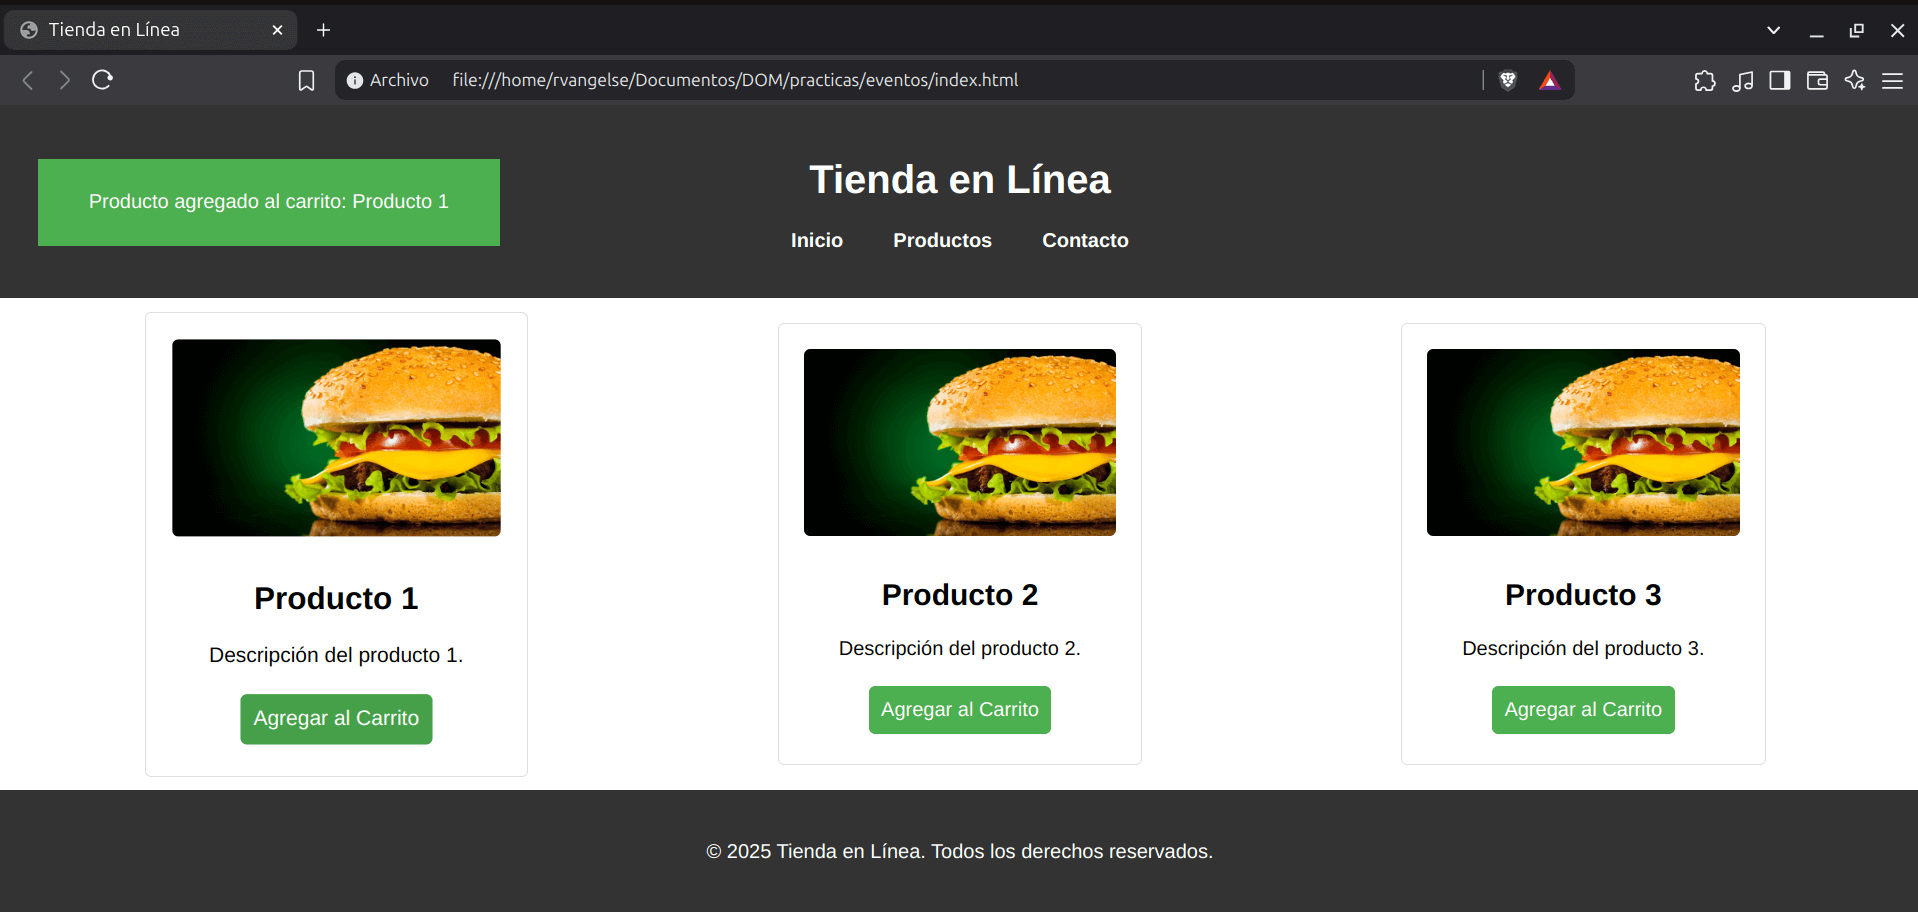 Tienda en Línea
Archivo file:///home/rvangelse/Documentos/DOM/practicas/eventos/index.html
Producto agregado al carrito: Producto 1
Tienda en Línea
Inicio Productos Contacto
Producto 1
Descripción del producto 1.
Agregar al Carrito
Producto 2
Descripción del producto 2.
Agregar al Carrito
Producto 3
Descripción del producto 3.
Agregar al Carrito
© 2025 Tienda en Línea. Todos los derechos reservados.